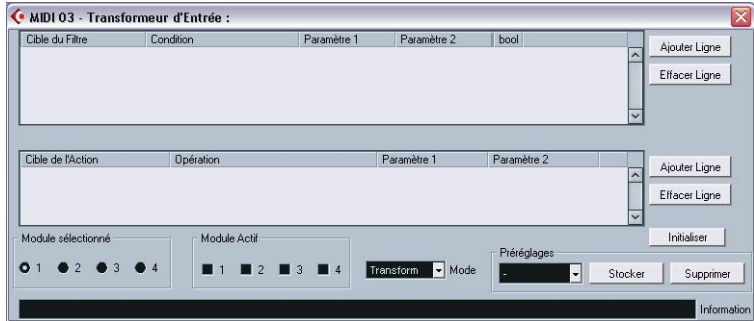 MIDI 03 - Transformeur d'Entrée :
Cible du Filtre Condition Paramètre 1 Paramètre 2 bool
Ajouter Ligne
Effacer Ligne
Cible de l'Action Opération Paramètre 1 Paramètre 2
Ajouter Ligne
Effacer Ligne
Initialiser
Module sélectionné
1 2 3 4
Module Actif
1 2 3 4
Transform Mode
Préréglages
- Stocker Supprimer
Information